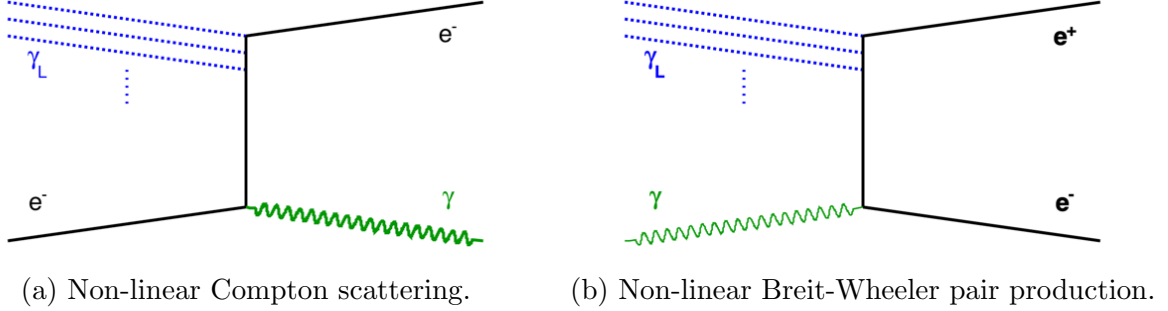 e⁻ e⁺
γL γL
e⁻ γ γ e⁻
(a) Non-linear Compton scattering. (b) Non-linear Breit-Wheeler pair production.